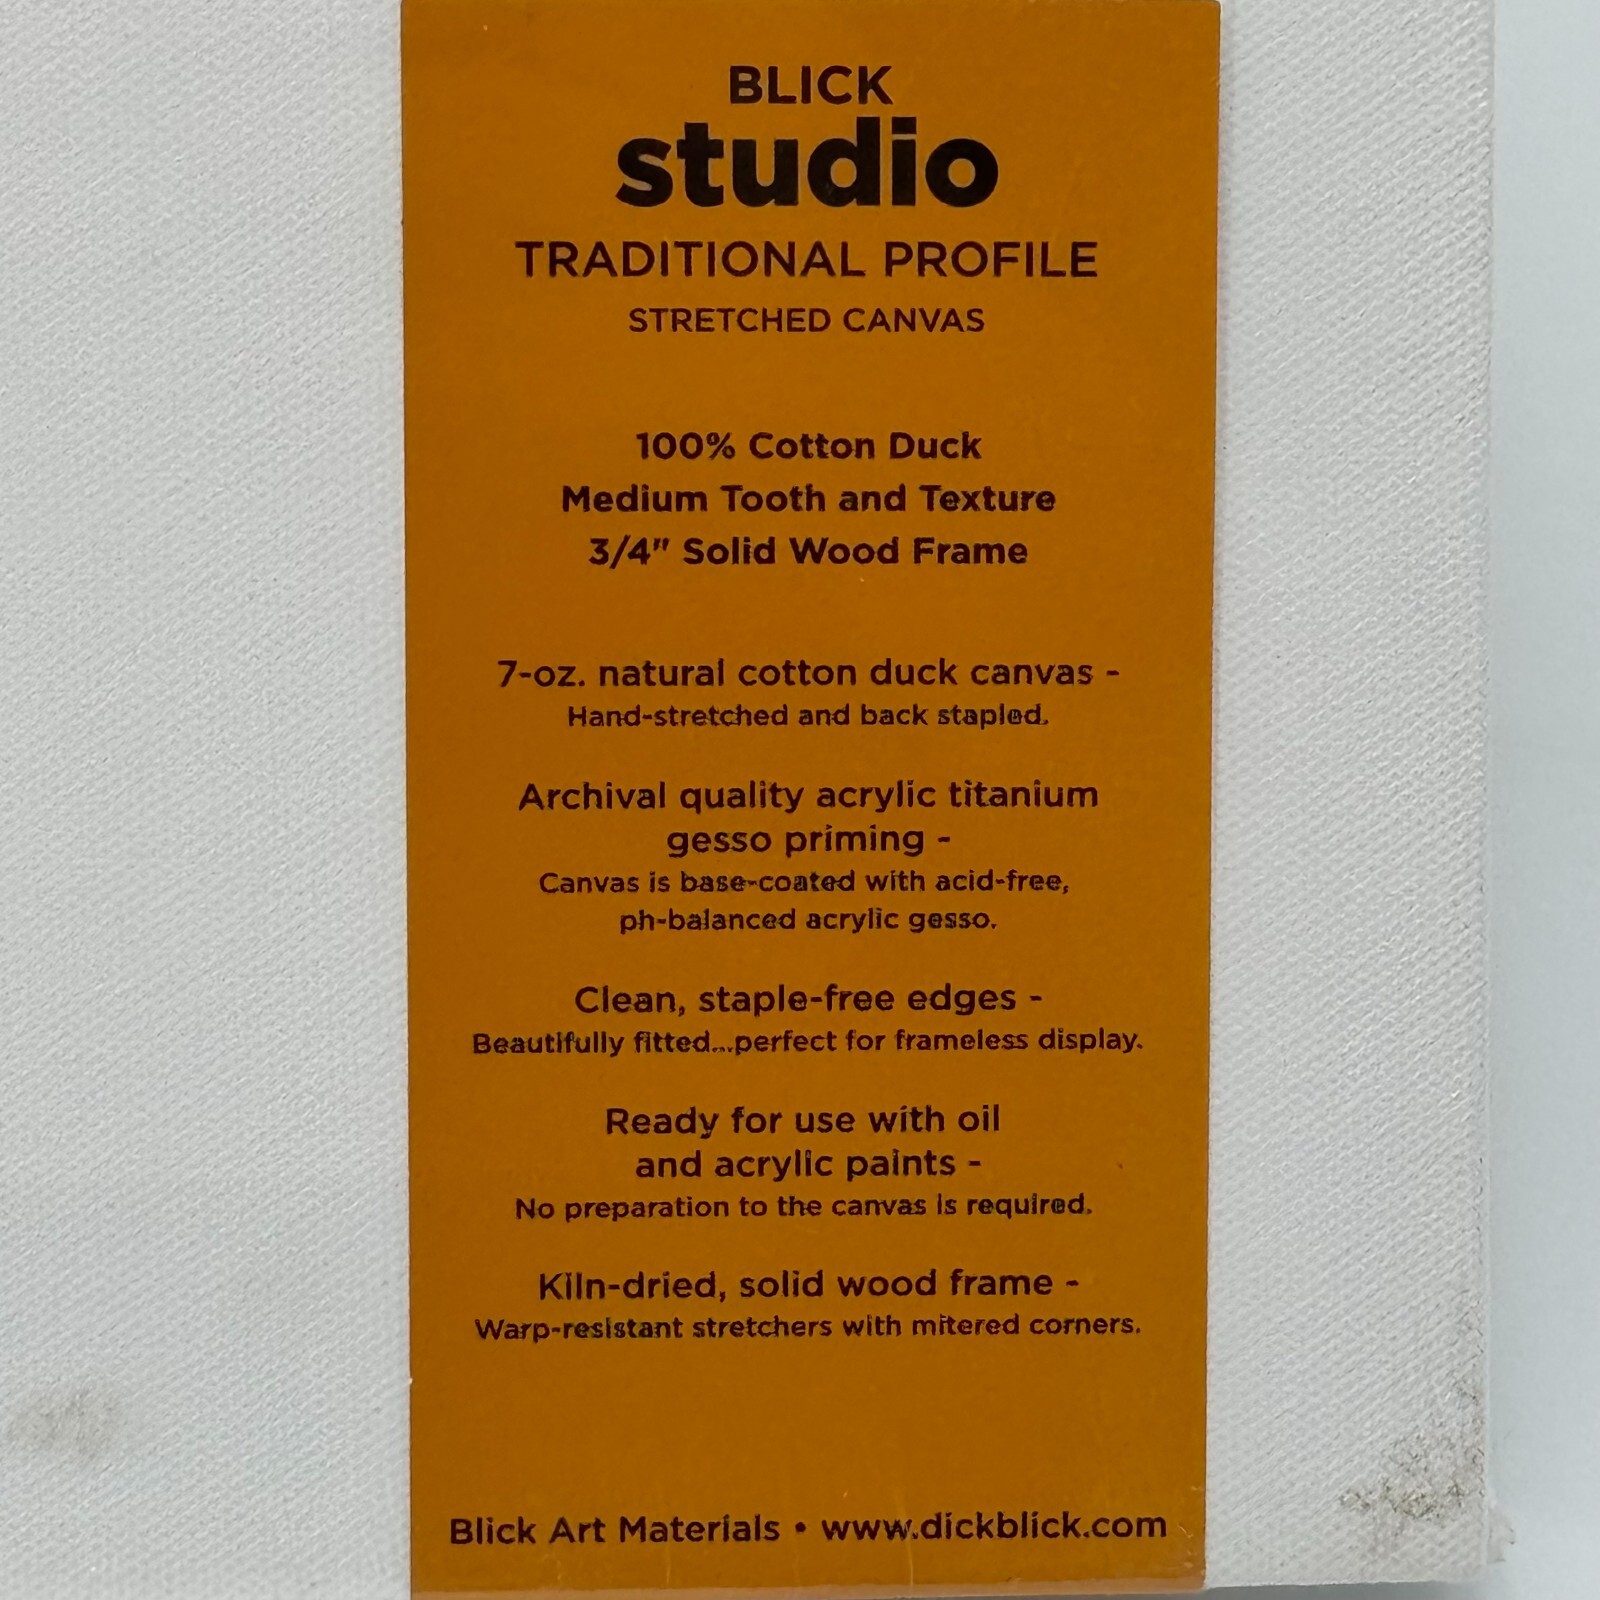 BLICK
studio
TRADITIONAL PROFILE
STRETCHED CANVAS
100% Cotton Duck
Medium Tooth and Texture
3/4" Solid Wood Frame
7-oz. natural cotton duck canvas -
Hand-stretched and back stapled.
Archival quality acrylic titanium
gesso priming -
Canvas is base-coated with acid-free,
ph-balanced acrylic gesso.
Clean, staple-free edges -
Beautifully fitted...perfect for frameless display.
Ready for use with oil
and acrylic paints -
No preparation to the canvas is required.
Kiln-dried, solid wood frame -
Warp-resistant stretchers with mitered corners.
Blick Art Materials • www.dickblick.com